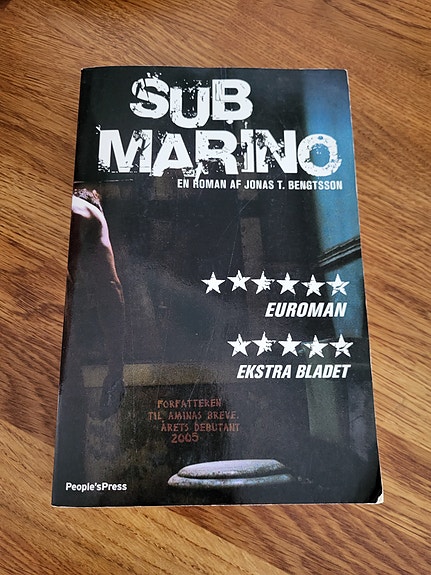 SUB
MARINO
EN ROMAN AF JONAS T. BENGTSSON
EUROMAN
EKSTRA BLADET
FORFATTEREN
TIL AMINAS BREVE.
ÅRETS DEBUTANT
2005
People'sPress